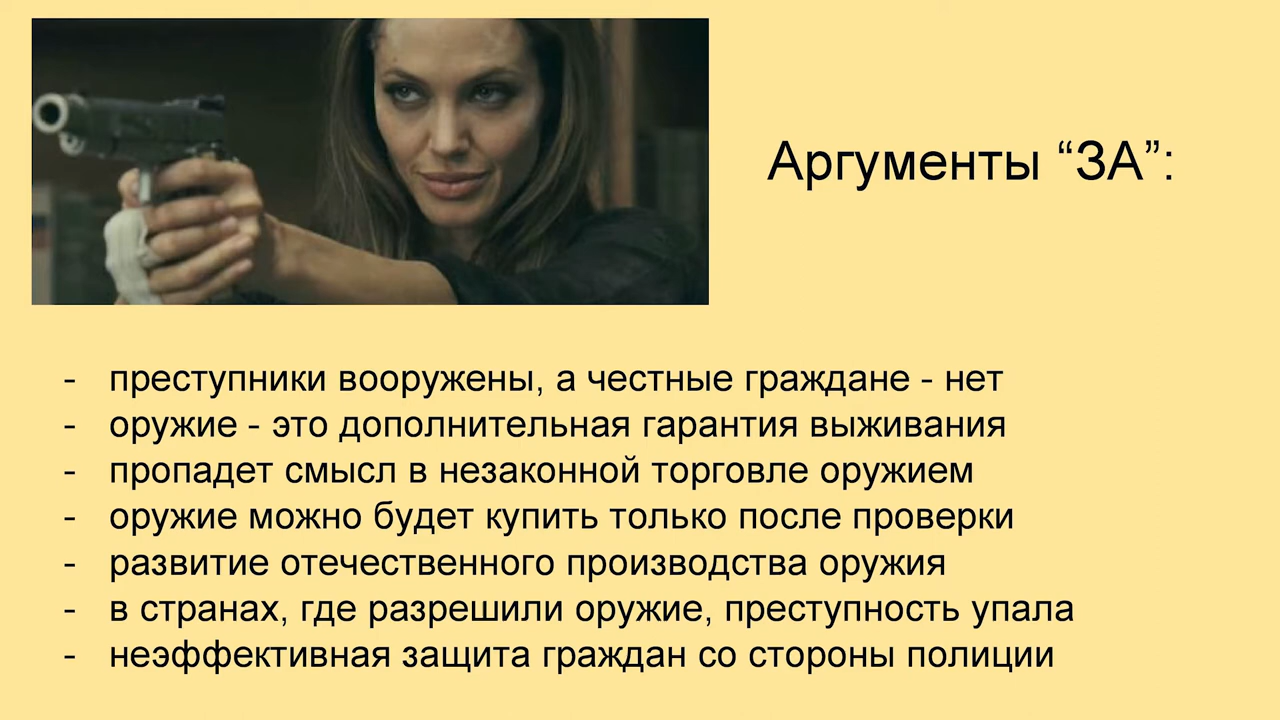 Аргументы “ЗА”:
- преступники вооружены, а честные граждане - нет
- оружие - это дополнительная гарантия выживания
- пропадет смысл в незаконной торговле оружием
- оружие можно будет купить только после проверки
- развитие отечественного производства оружия
- в странах, где разрешили оружие, преступность упала
- неэффективная защита граждан со стороны полиции